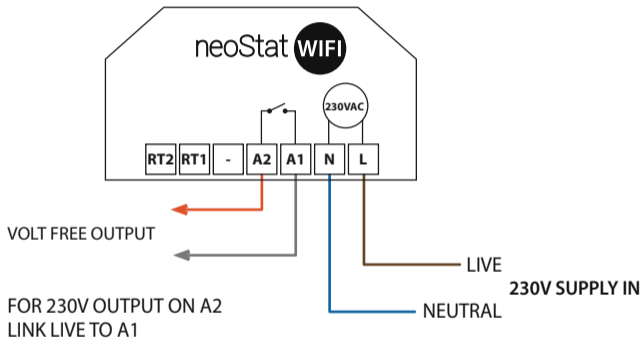 neoStat WIFI
230VAC
RT2 RT1 - A2 A1 N L
VOLT FREE OUTPUT
LIVE
230V SUPPLY IN
NEUTRAL
FOR 230V OUTPUT ON A2
LINK LIVE TO A1